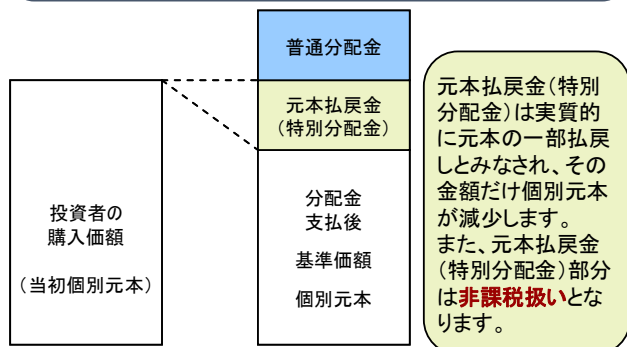 普通分配金
元本払戻金
（特別分配金）
投資者の
購入価額
（当初個別元本）
分配金
支払後
基準価額
個別元本
元本払戻金（特別
分配金）は実質的
に元本の一部払戻
しとみなされ、その
金額だけ個別元本
が減少します。
また、元本払戻金
（特別分配金）部分
は非課税扱いとな
ります。